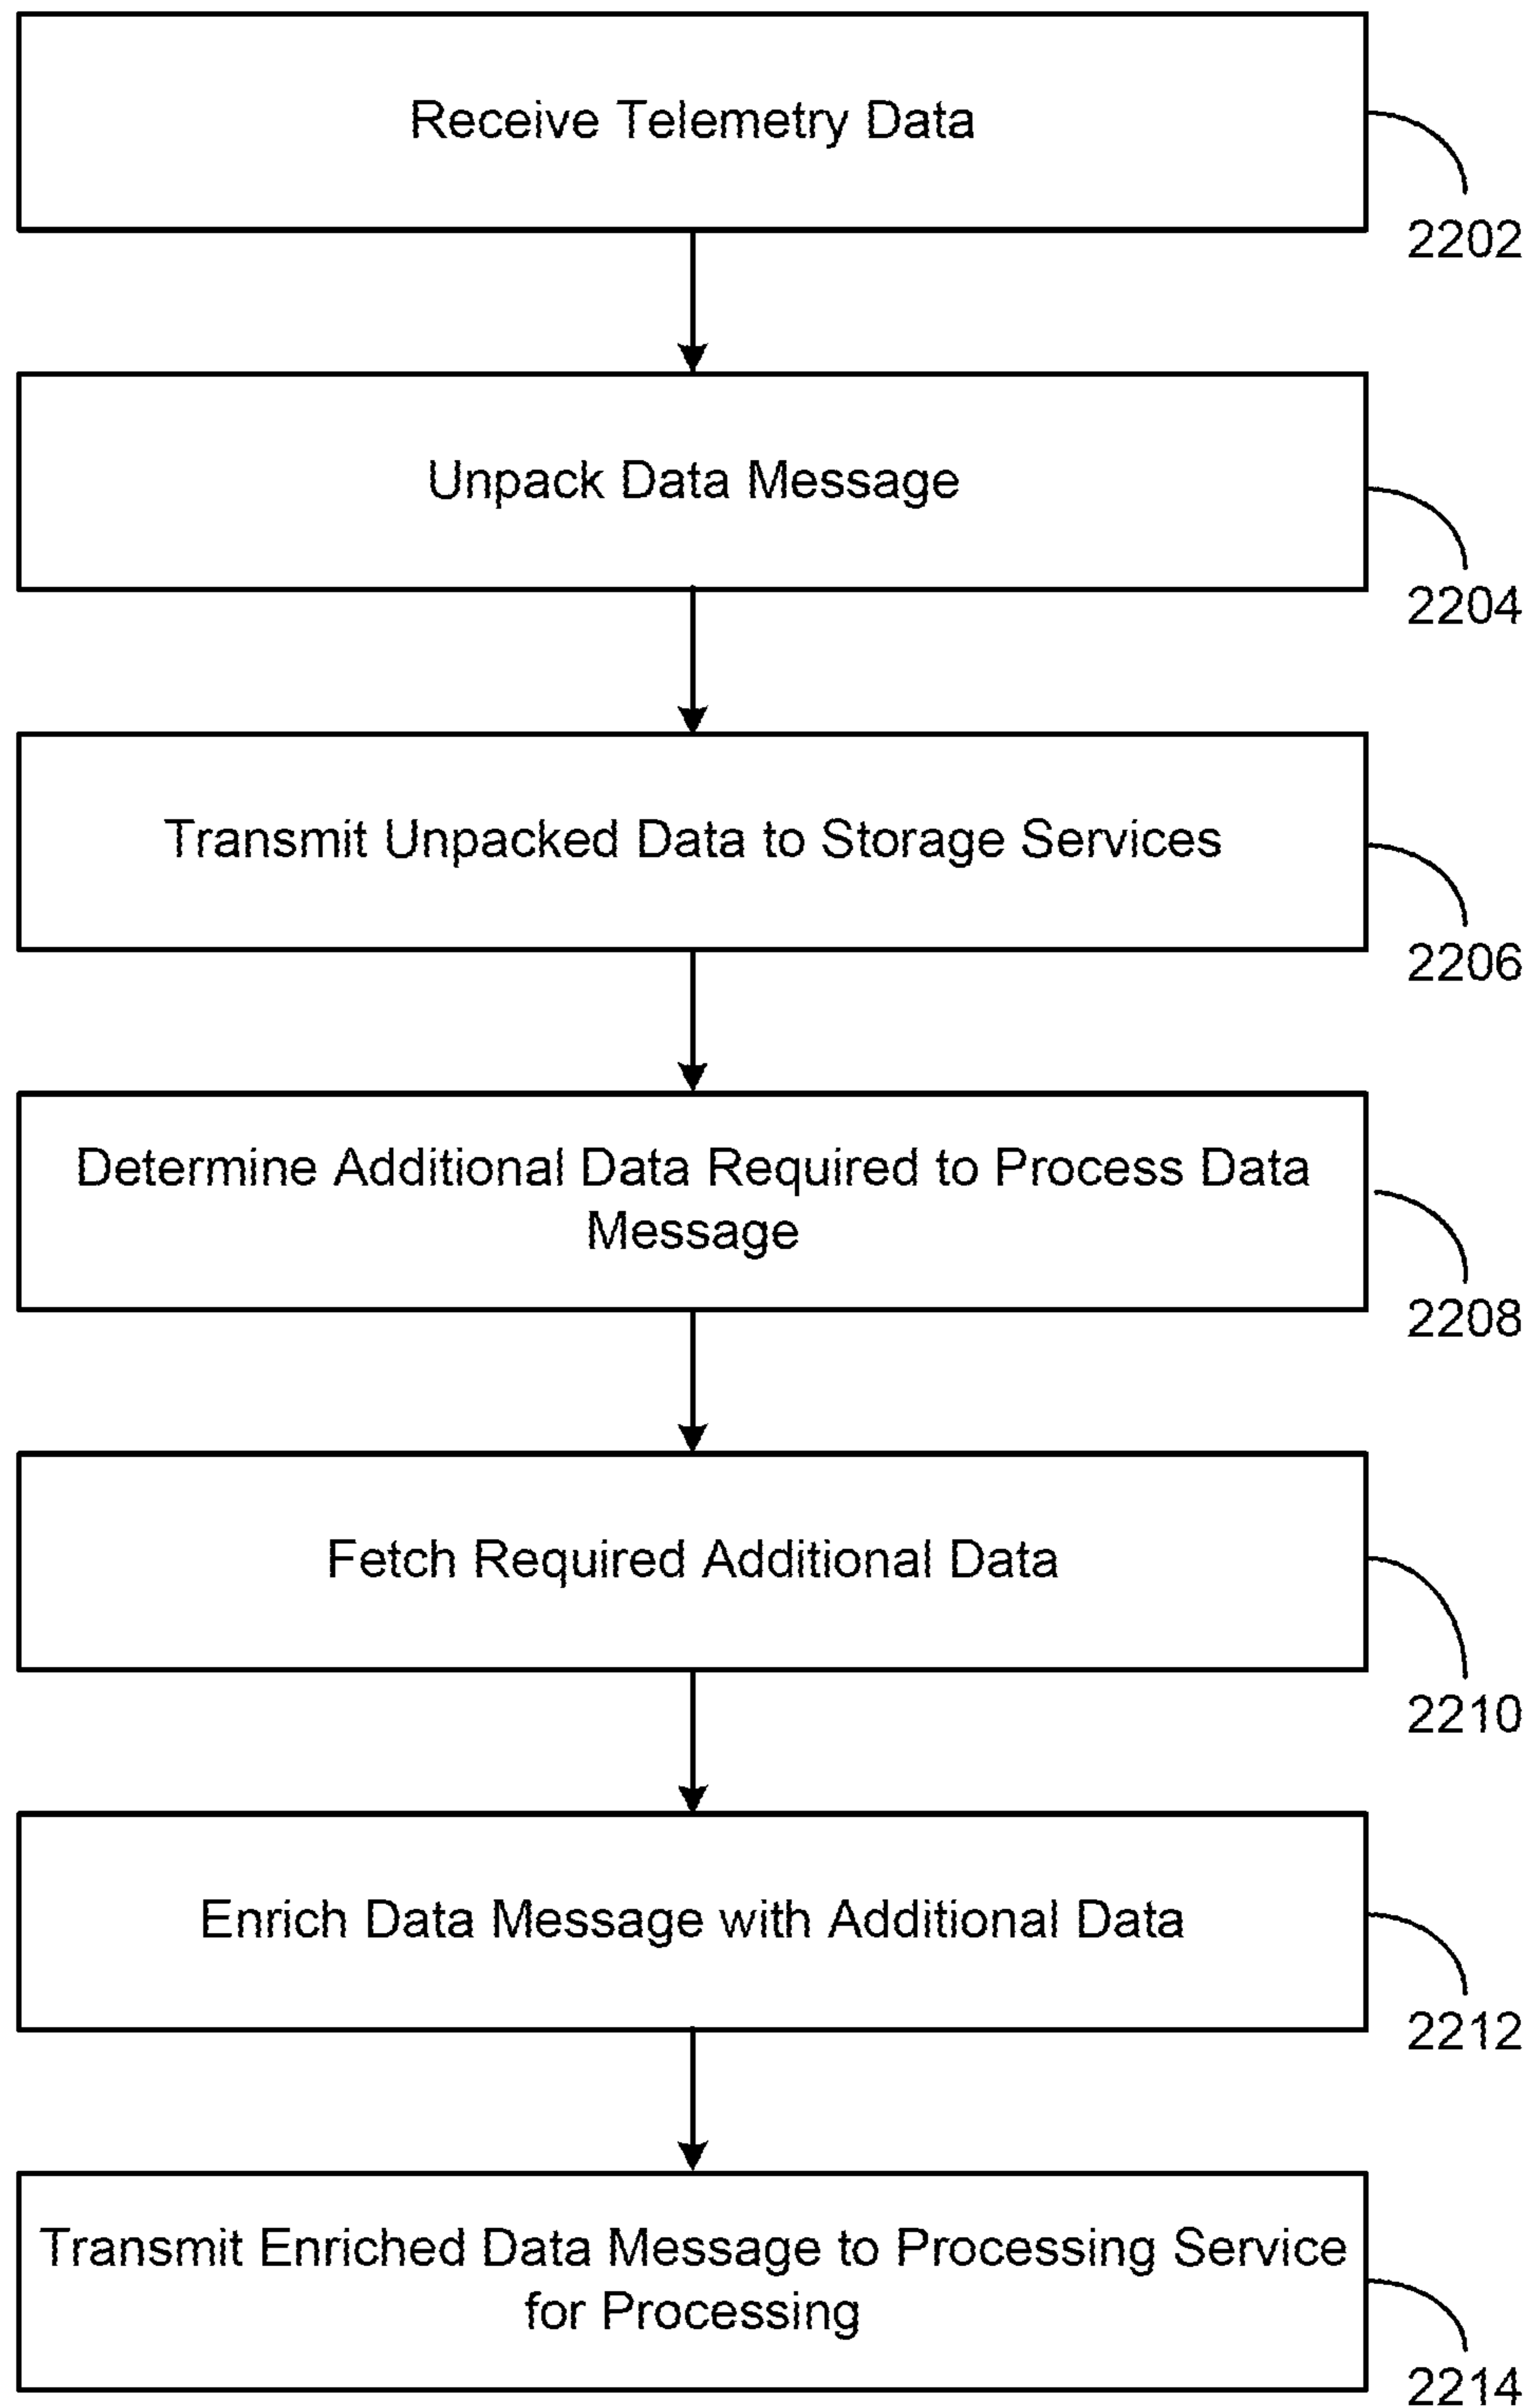 Receive Telemetry Data
2202
Unpack Data Message
2204
Transmit Unpacked Data to Storage Services
2206
Determine Additional Data Required to Process Data
Message
2208
Fetch Required Additional Data
2210
Enrich Data Message with Additional Data
2212
Transmit Enriched Data Message to Processing Service
for Processing
2214